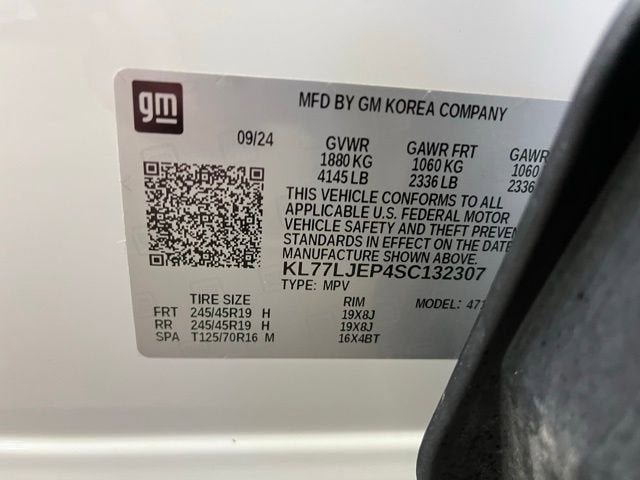 gm
MFD BY GM KOREA COMPANY
09/24
GVWR GAWR FRT GAWR
1880 KG 1060 KG 1060
4145 LB 2336 LB 2336
THIS VEHICLE CONFORMS TO ALL
APPLICABLE U.S. FEDERAL MOTOR
VEHICLE SAFETY AND THEFT PREVEN
STANDARDS IN EFFECT ON THE DATE
MANUFACTURE SHOWN ABOVE.
KL77LJEP4SC132307
TYPE: MPV MODEL: 471
TIRE SIZE RIM
FRT 245/45R19 H 19X8J
RR 245/45R19 H 19X8J
SPA T125/70R16 M 16X4BT